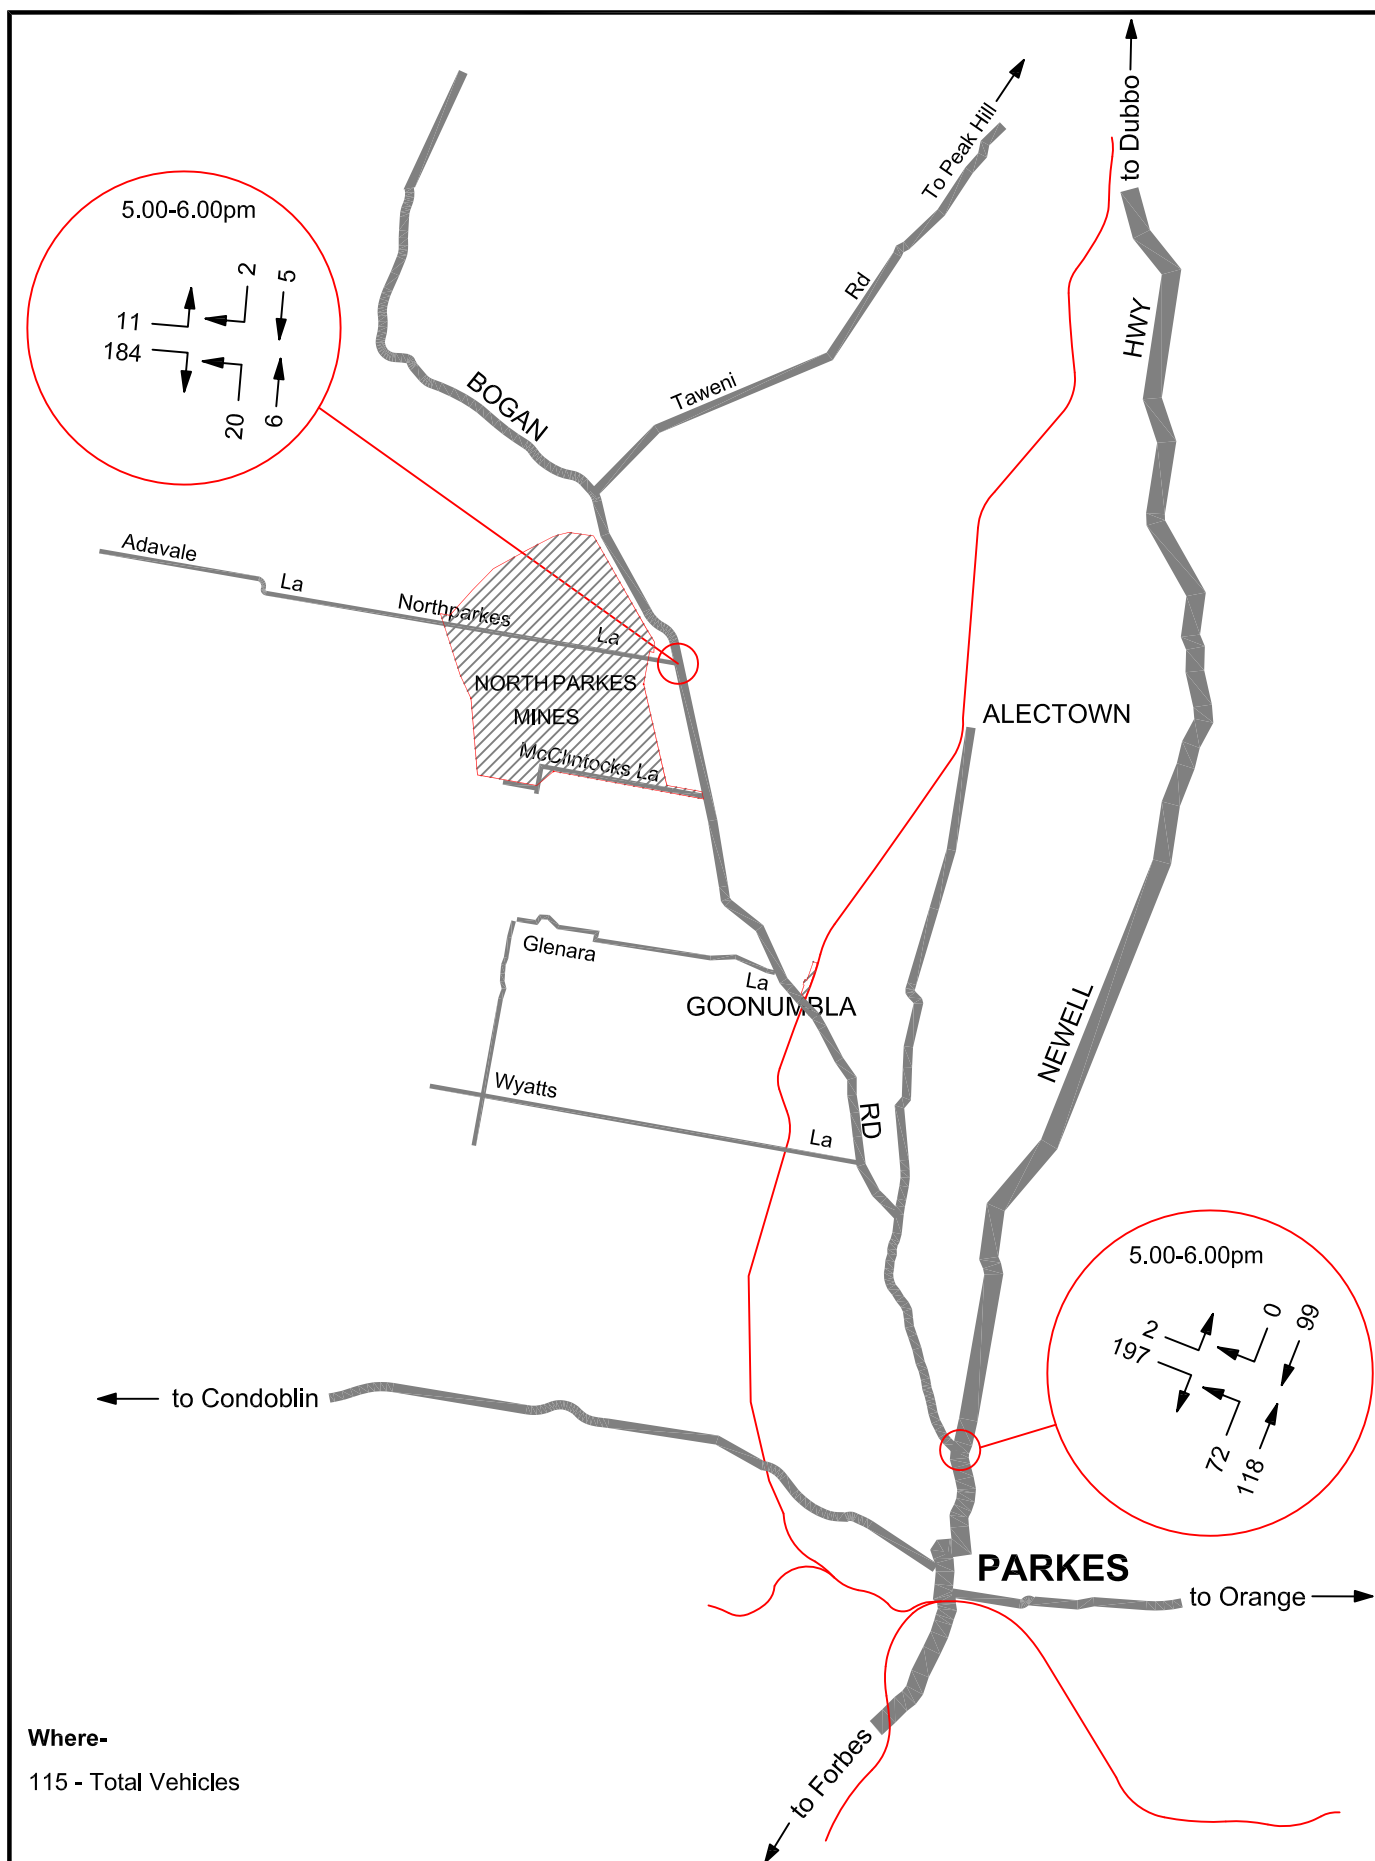 to Dubbo
To Peak Hill
5.00-6.00pm
2
5
11
184
20
6
HWY
Rd
Taweni
BOGAN
Adavale
La
Northparkes
La
NORTH PARKES
MINES
McClintocks La
ALECTOWN
Glenara
La
GOONUMBLA
NEWELL
Wyatts
La
RD
5.00-6.00pm
2
0
99
197
72
118
to Condoblin
PARKES
to Orange
to Forbes
Where-
115 - Total Vehicles